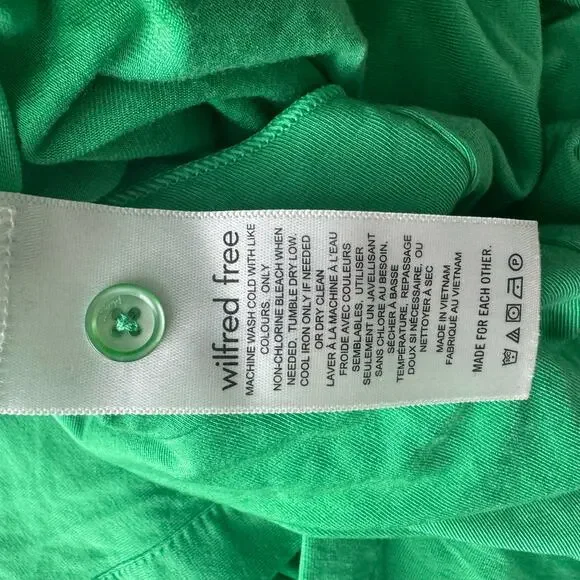 wilfred free
MACHINE WASH COLD WITH LIKE
COLOURS. ONLY
NON-CHLORINE BLEACH WHEN
NEEDED. TUMBLE DRY LOW.
COOL IRON ONLY IF NEEDED
OR DRY CLEAN
LAVER À LA MACHINE À L'EAU
FROIDE AVEC COULEURS
SEMBLABLES. UTILISER
SEULEMENT UN JAVELLISANT
SANS CHLORE AU BESOIN.
SÉCHER À BASSE
TEMPÉRATURE. REPASSAGE
DOUX SI NÉCESSAIRE, OU
NETTOYER À SEC
MADE IN VIETNAM
FABRIQUÉ AU VIETNAM
MADE FOR EACH OTHER.